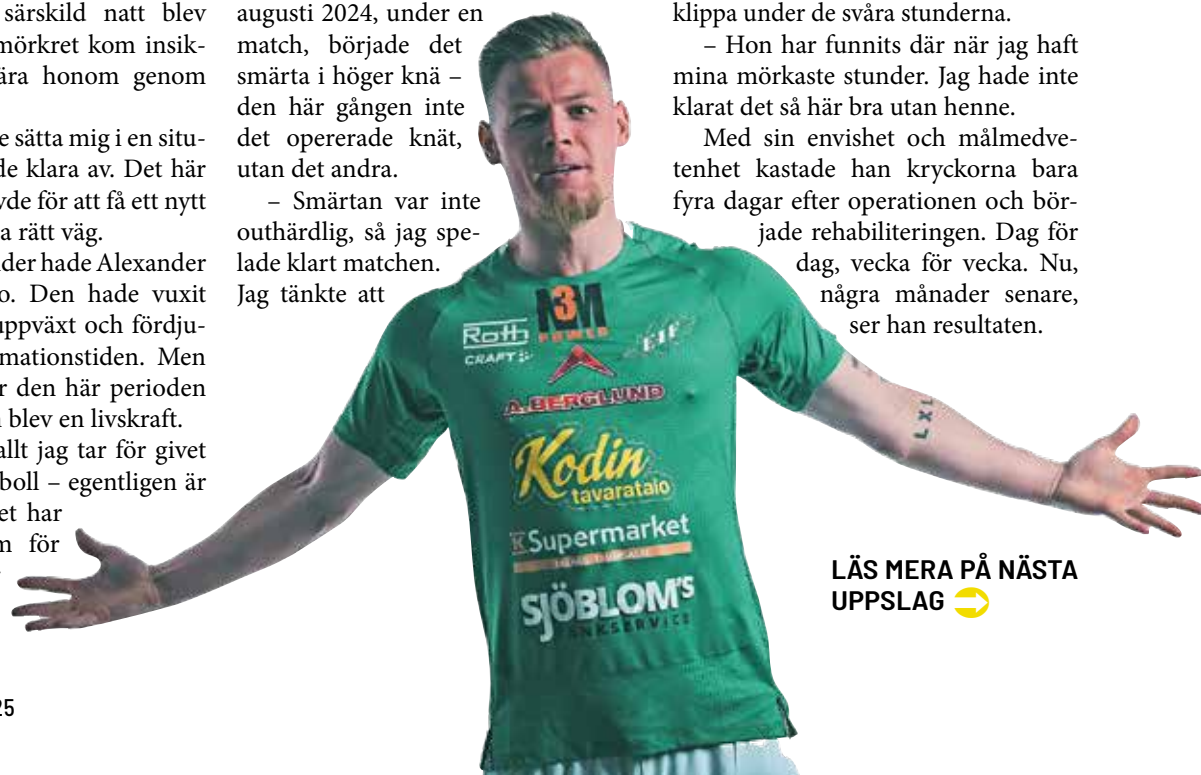 särskild natt blev
mörkret kom insik-
ära honom genom
e sätta mig i en situ-
de klara av. Det här
vde för att få ett nytt
a rätt väg.
der hade Alexander
o. Den hade vuxit
uppväxt och fördju-
mationstiden. Men
r den här perioden
n blev en livskraft.
allt jag tar för givet
boll – egentligen är
et har
m för
25
augusti 2024, under en
match, började det
smärta i höger knä –
den här gången inte
det opererade knät,
utan det andra.
– Smärtan var inte
outhärdlig, så jag spe-
lade klart matchen.
Jag tänkte att
klippa under de svåra stunderna.
– Hon har funnits där när jag haft
mina mörkaste stunder. Jag hade inte
klarat det så här bra utan henne.
Med sin envishet och målmedve-
tenhet kastade han kryckorna bara
fyra dagar efter operationen och bör-
jade rehabiliteringen. Dag för
dag, vecka för vecka. Nu,
några månader senare,
ser han resultaten.
Roth
CRAFT
A3M
POWER
EIF
A.BERGLUND
Kodin
tavaratalo
K Supermarket
SJÖBLOM'S
LXL
LÄS MERA PÅ NÄSTA
UPPSLAG